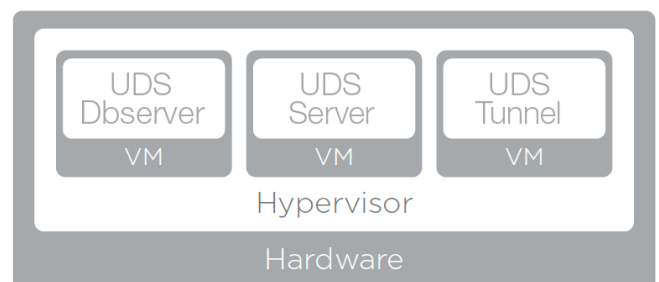 UDS
Dbserver
VM
UDS
Server
VM
UDS
Tunnel
VM
Hypervisor
Hardware